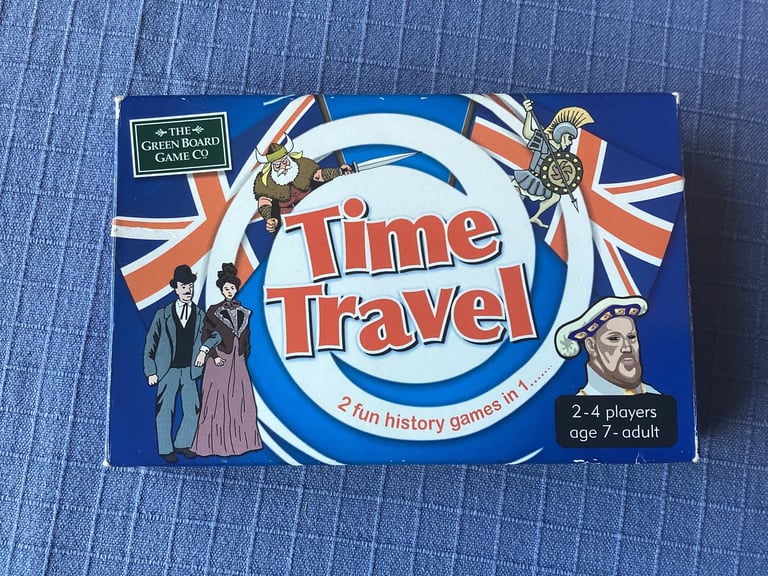 THE
GREEN BOARD
GAME CO
Time
Travel
2 fun history games in 1.......
2-4 players
age 7-adult